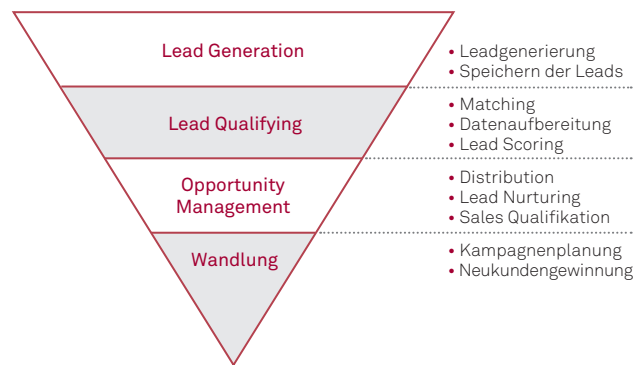 Lead Generation
• Leadgenerierung
• Speichern der Leads
Lead Qualifying
• Matching
• Datenaufbereitung
• Lead Scoring
Opportunity
Management
• Distribution
• Lead Nurturing
• Sales Qualifikation
Wandlung
• Kampagnenplanung
• Neukundengewinnung